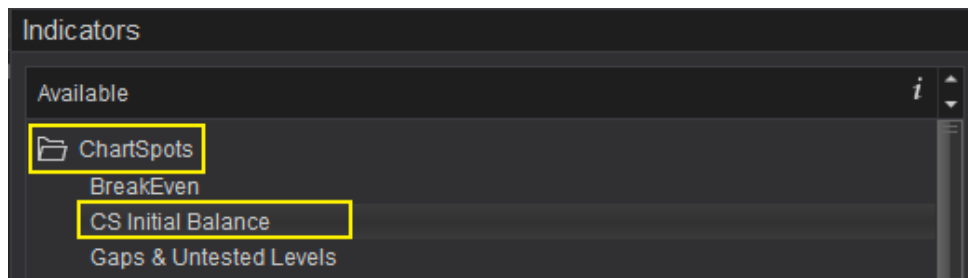 Indicators
Available i
ChartSpots
BreakEven
CS Initial Balance
Gaps & Untested Levels